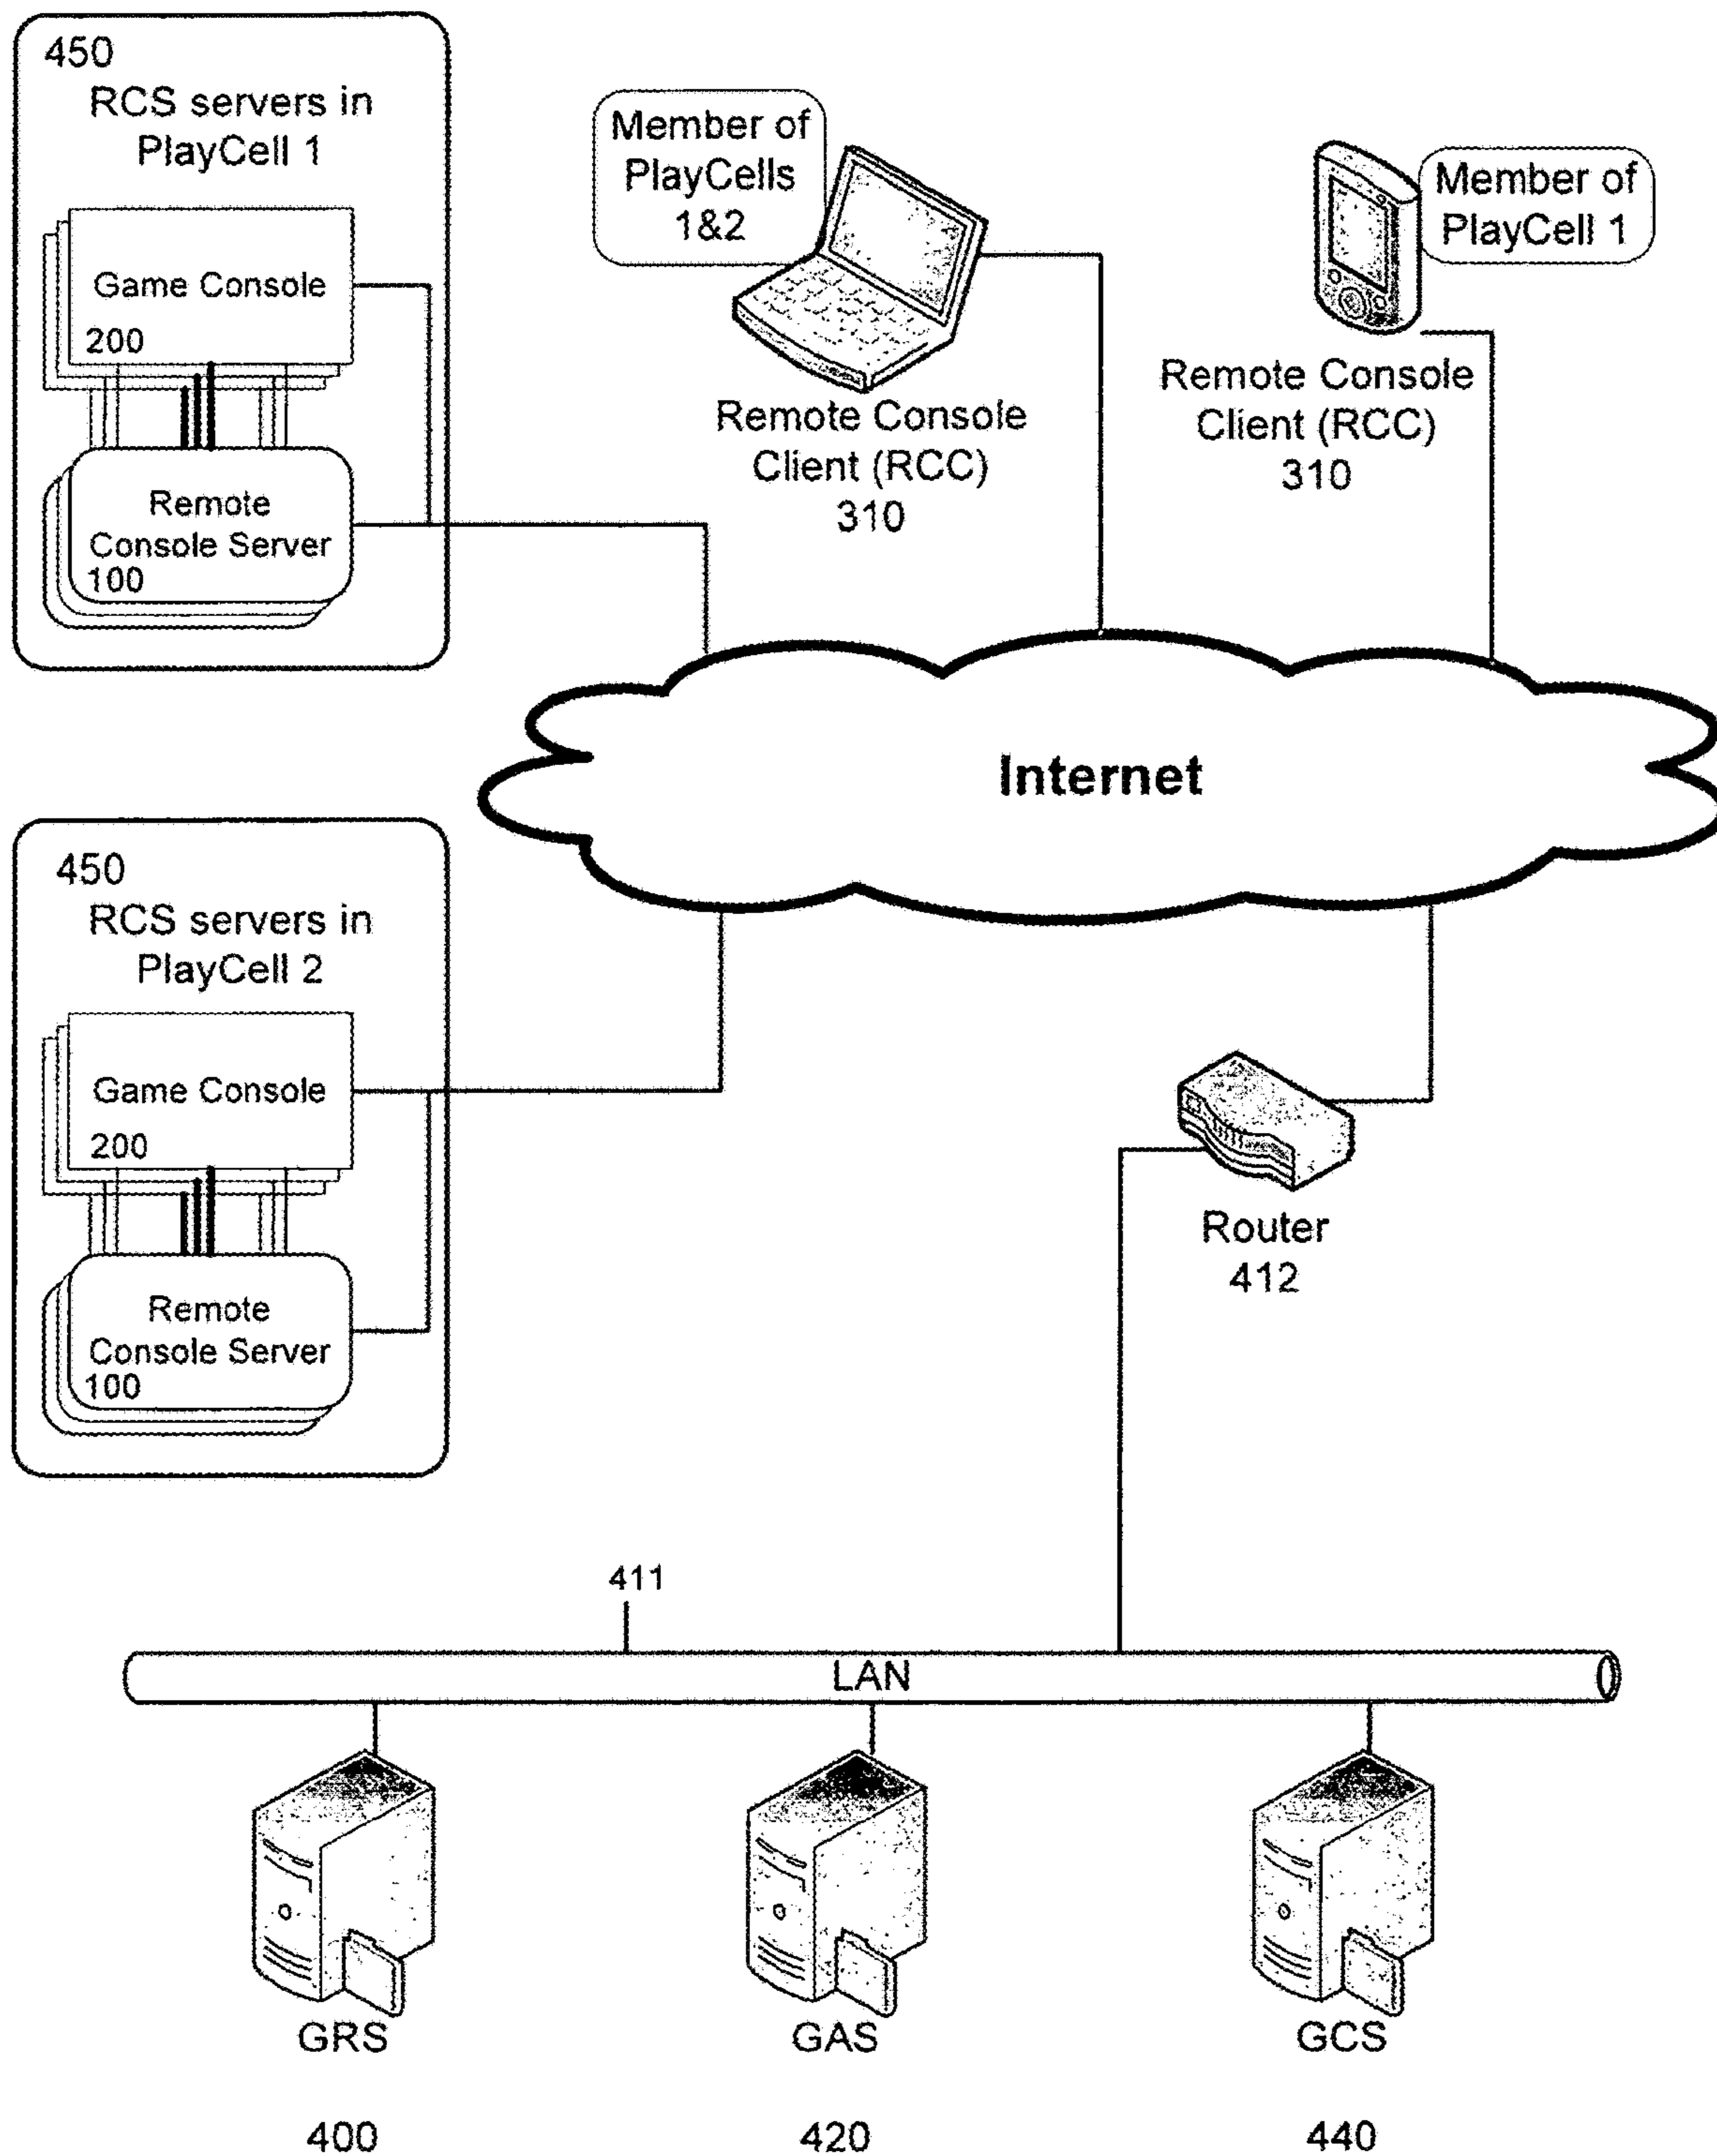 450
RCS servers in
PlayCell 1
Game Console
200
Remote
Console Server
100
Member of
PlayCells
1&2
Remote Console
Client (RCC)
310
Member of
PlayCell 1
Remote Console
Client (RCC)
310
Internet
450
RCS servers in
PlayCell 2
Game Console
200
Remote
Console Server
100
Router
412
411
LAN
GRS
GAS
GCS
400
420
440